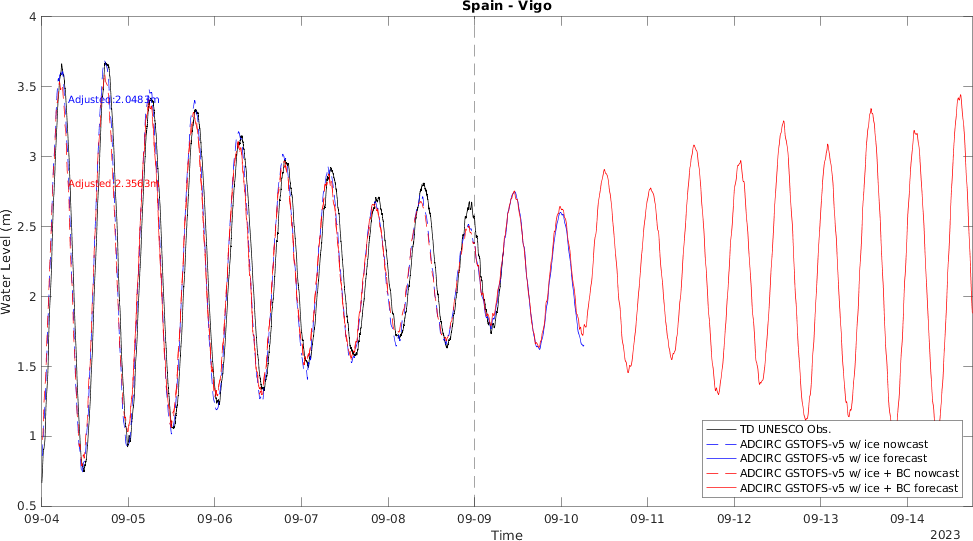 Spain - Vigo
4
3.5
3
2.5
2
1.5
1
0.5
Water Level (m)
Adjusted:2.0483m
Adjusted:2.3563m
TD UNESCO Obs.
ADCIRC GSTOFS-v5 w/ ice nowcast
ADCIRC GSTOFS-v5 w/ ice forecast
ADCIRC GSTOFS-v5 w/ ice + BC nowcast
ADCIRC GSTOFS-v5 w/ ice + BC forecast
09-04 09-05 09-06 09-07 09-08 09-09 09-10 09-11 09-12 09-13 09-14
Time
2023